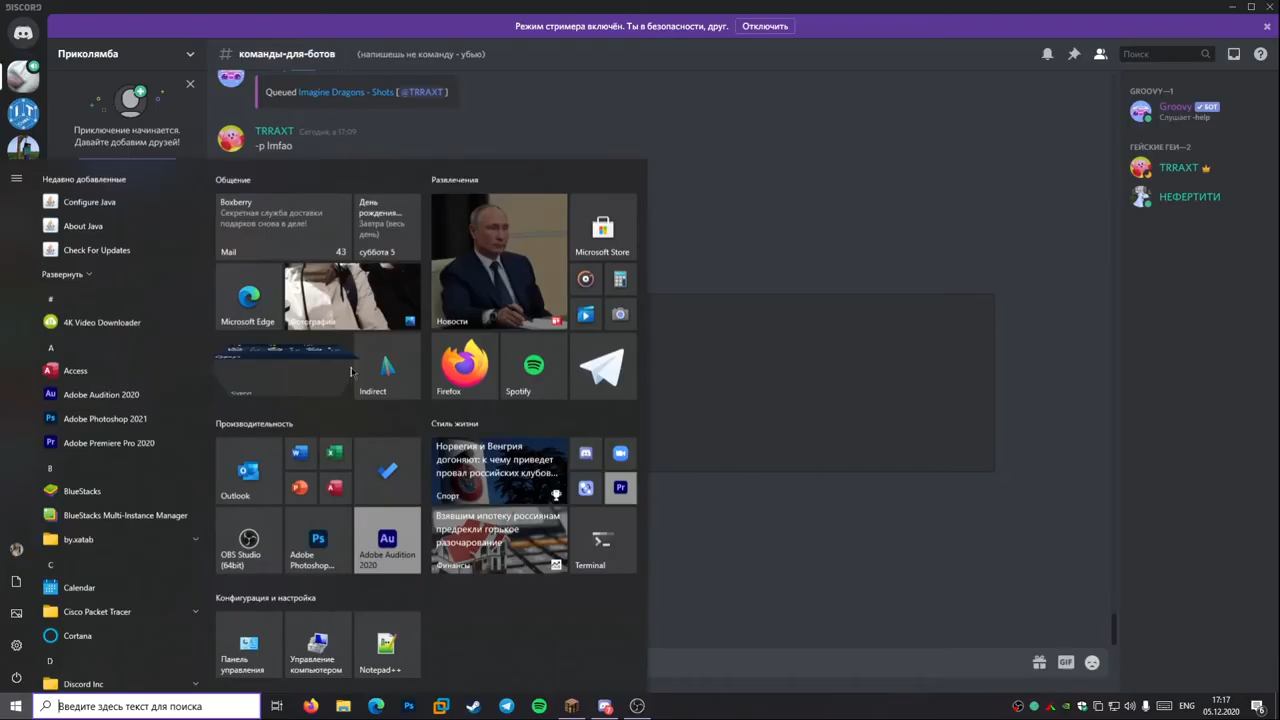 DISCORD
Режим стримера включён. Ты в безопасности, друг.
Отключить
Приколямба
# команды-для-ботов
(напишешь не команду - убью)
Поиск
Приключение начинается.
Давайте добавим друзей!
Queued Imagine Dragons - Shots [ @TRRAXT ]
TRRAXT Сегодня, в 17:09
-p lmfao
GROOVY—1
Groovy ✓ БОТ
Слушает -help
ГЕЙСКИЕ ГЕИ—2
TRRAXT
НЕФЕРТИТИ
Недавно добавленные
Configure Java
About Java
Check For Updates
Развернуть
#
4K Video Downloader
A
Access
Adobe Audition 2020
Adobe Photoshop 2021
Adobe Premiere Pro 2020
B
BlueStacks
BlueStacks Multi-Instance Manager
by.xatab
C
Calendar
Cisco Packet Tracer
Cortana
D
Discord Inc
Общение
Boxberry
Секретная служба доставки
подарков снова в деле!
Mail
43
День
рождения...
Завтра (весь
день)
суббота 5
Microsoft Edge
Фотографии
Indirect
Производительность
Outlook
OBS Studio
(64bit)
Adobe
Photoshop...
Adobe Audition
2020
Конфигурация и настройка
Панель
управления
Управление
компьютером
Notepad++
Развлечения
Новости
Microsoft Store
Firefox
Spotify
Стиль жизни
Норвегия и Венгрия
догоняют: к чему приведет
провал российских клубов...
Спорт
Взявшим ипотеку россиянам
предрекли горькое
разочарование
Финансы
Terminal
GIF
Введите здесь текст для поиска
ENG
17:17
05.12.2020